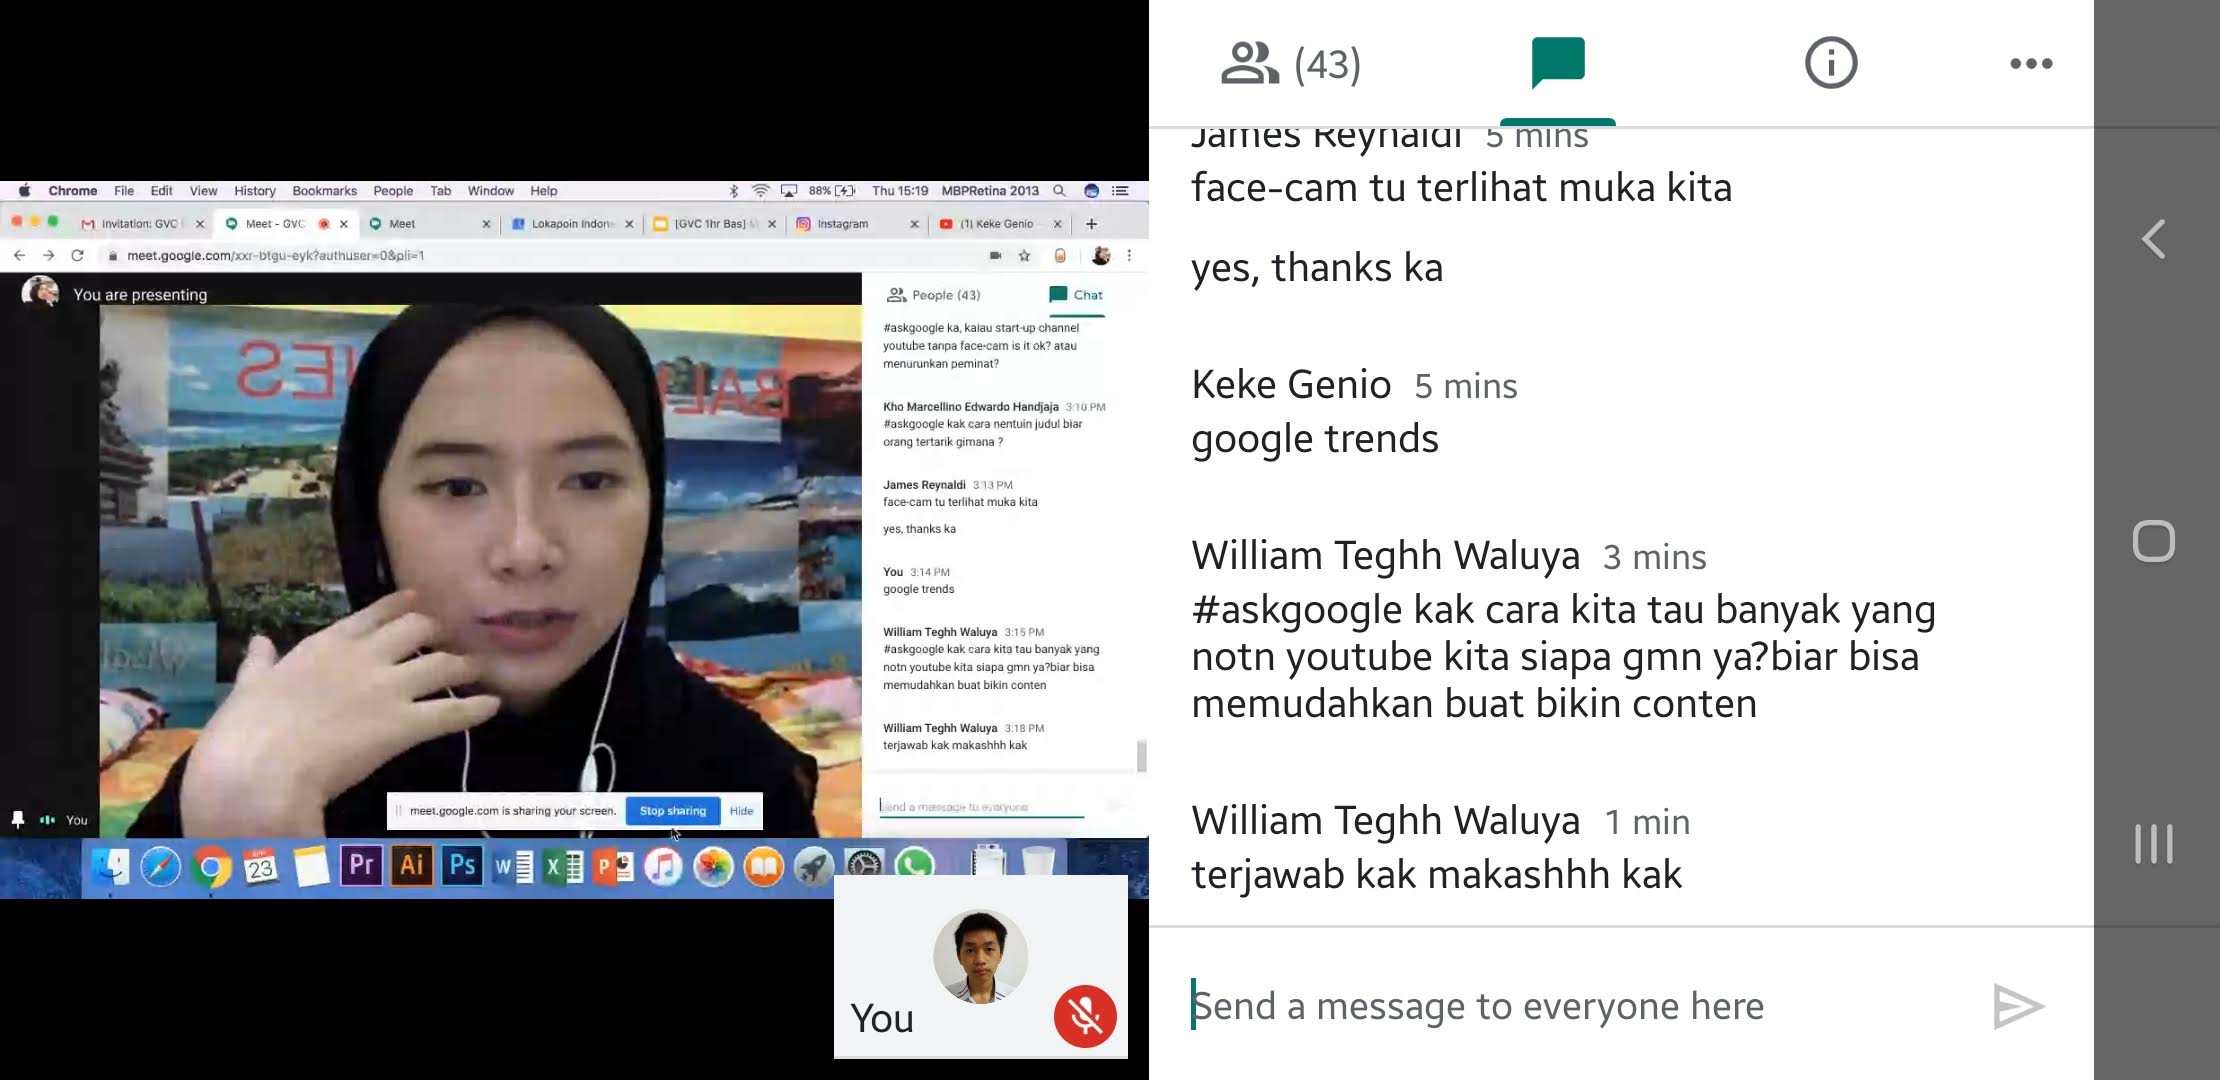 Chrome File Edit View History Bookmarks People Tab Window Help 88% Thu 15:19 MBPRetina 2013
Invitation: GVC
Meet - GVC
Meet
Lokapoin Indone
[GVC 1hr Bas]
Instagram
(1) Keke Genio
meet.google.com/xxr-btgu-eyk?authuser=0&pli=1
You are presenting
People (43) Chat
#askgoogle ka, kalau start-up channel
youtube tanpa face-cam is it ok? atau
menurunkan peminat?
Kho Marcellino Edwardo Handjaja 3:10 PM
#askgoogle kak cara nentuin judul biar
orang tertarik gimana ?
James Reynaldi 3:13 PM
face-cam tu terlihat muka kita
yes, thanks ka
You 3:14 PM
google trends
William Teghh Waluya 3:15 PM
#askgoogle kak cara kita tau banyak yang
notn youtube kita siapa gmn ya?biar bisa
memudahkan buat bikin conten
William Teghh Waluya 3:18 PM
terjawab kak makashhh kak
Send a message to everyone
BALI
NES
meet.google.com is sharing your screen. Stop sharing Hide
You
23
Pr
Ai
Ps
W
X
P
You
(43)
James Reynaldi 5 mins
face-cam tu terlihat muka kita
yes, thanks ka
Keke Genio 5 mins
google trends
William Teghh Waluya 3 mins
#askgoogle kak cara kita tau banyak yang
notn youtube kita siapa gmn ya?biar bisa
memudahkan buat bikin conten
William Teghh Waluya 1 min
terjawab kak makashhh kak
Send a message to everyone here